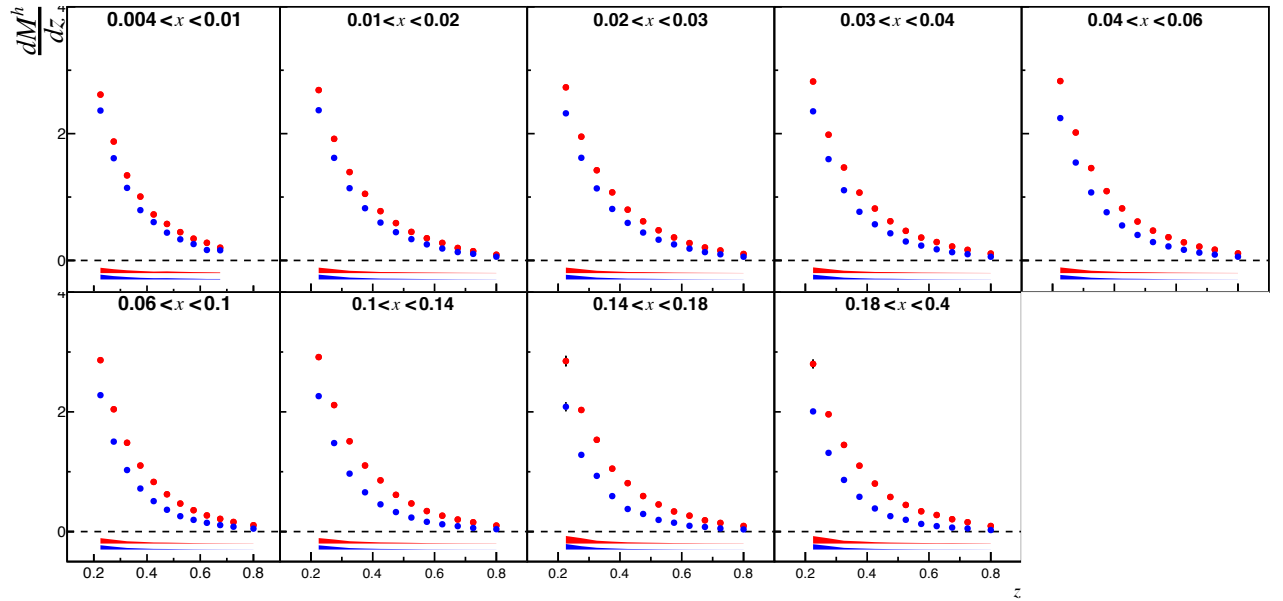 dM^h
dz
4
2
0
0.004 < x < 0.01
0.01 < x < 0.02
0.02 < x < 0.03
0.03 < x < 0.04
0.04 < x < 0.06
4
2
0
0.06 < x < 0.1
0.1 < x < 0.14
0.14 < x < 0.18
0.18 < x < 0.4
0.2 0.4 0.6 0.8
0.2 0.4 0.6 0.8
0.2 0.4 0.6 0.8
0.2 0.4 0.6 0.8
z